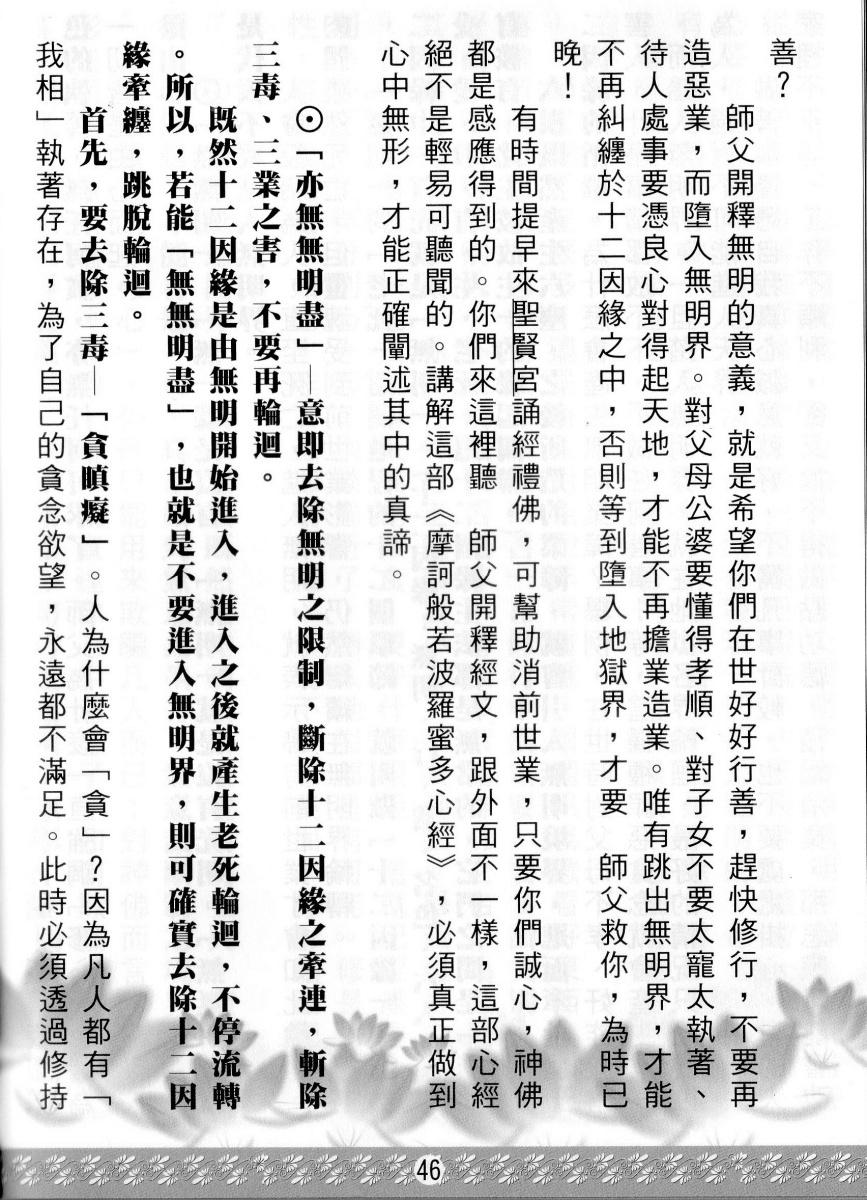 善？
師父開釋無明的意義，就是希望你們在世好好行善，趕快修行，不要再
造惡業，而墮入無明界。對父母公婆要懂得孝順，對子女不要太寵太執著、
待人處事要憑良心對得起天地，才能不再擔業造業。唯有跳出無明界，才能
不再糾纏於十二因緣之中，否則等到墮入地獄界，才要　師父救你，為時已
晚！
有時間提早來聖賢宮誦經禮佛，可幫助消前世業，只要你們誠心，神佛
都是感應得到的。你們來這裡聽　師父開釋經文，跟外面不一樣，這部心經
絕不是輕易可聽聞的。講解這部《摩訶般若波羅蜜多心經》，必須真正做到
心中無形，才能正確闡述其中的真諦。
⊙「亦無無明盡」—意即去除無明之限制，斷除十二因緣之牽連，斬除
三毒、三業之害，不要再輪迴。
既然十二因緣是由無明開始進入，進入之後就產生老死輪迴，不停流轉
。所以，若能「無無明盡」，也就是不要進入無明界，則可確實去除十二因
緣牽纏，跳脫輪迴。
首先，要去除三毒—「貪瞋癡」。人為什麼會「貪」？因為凡人都有「
我相」執著存在，為了自己的貪念欲望，永遠都不滿足。此時必須透過修持
46